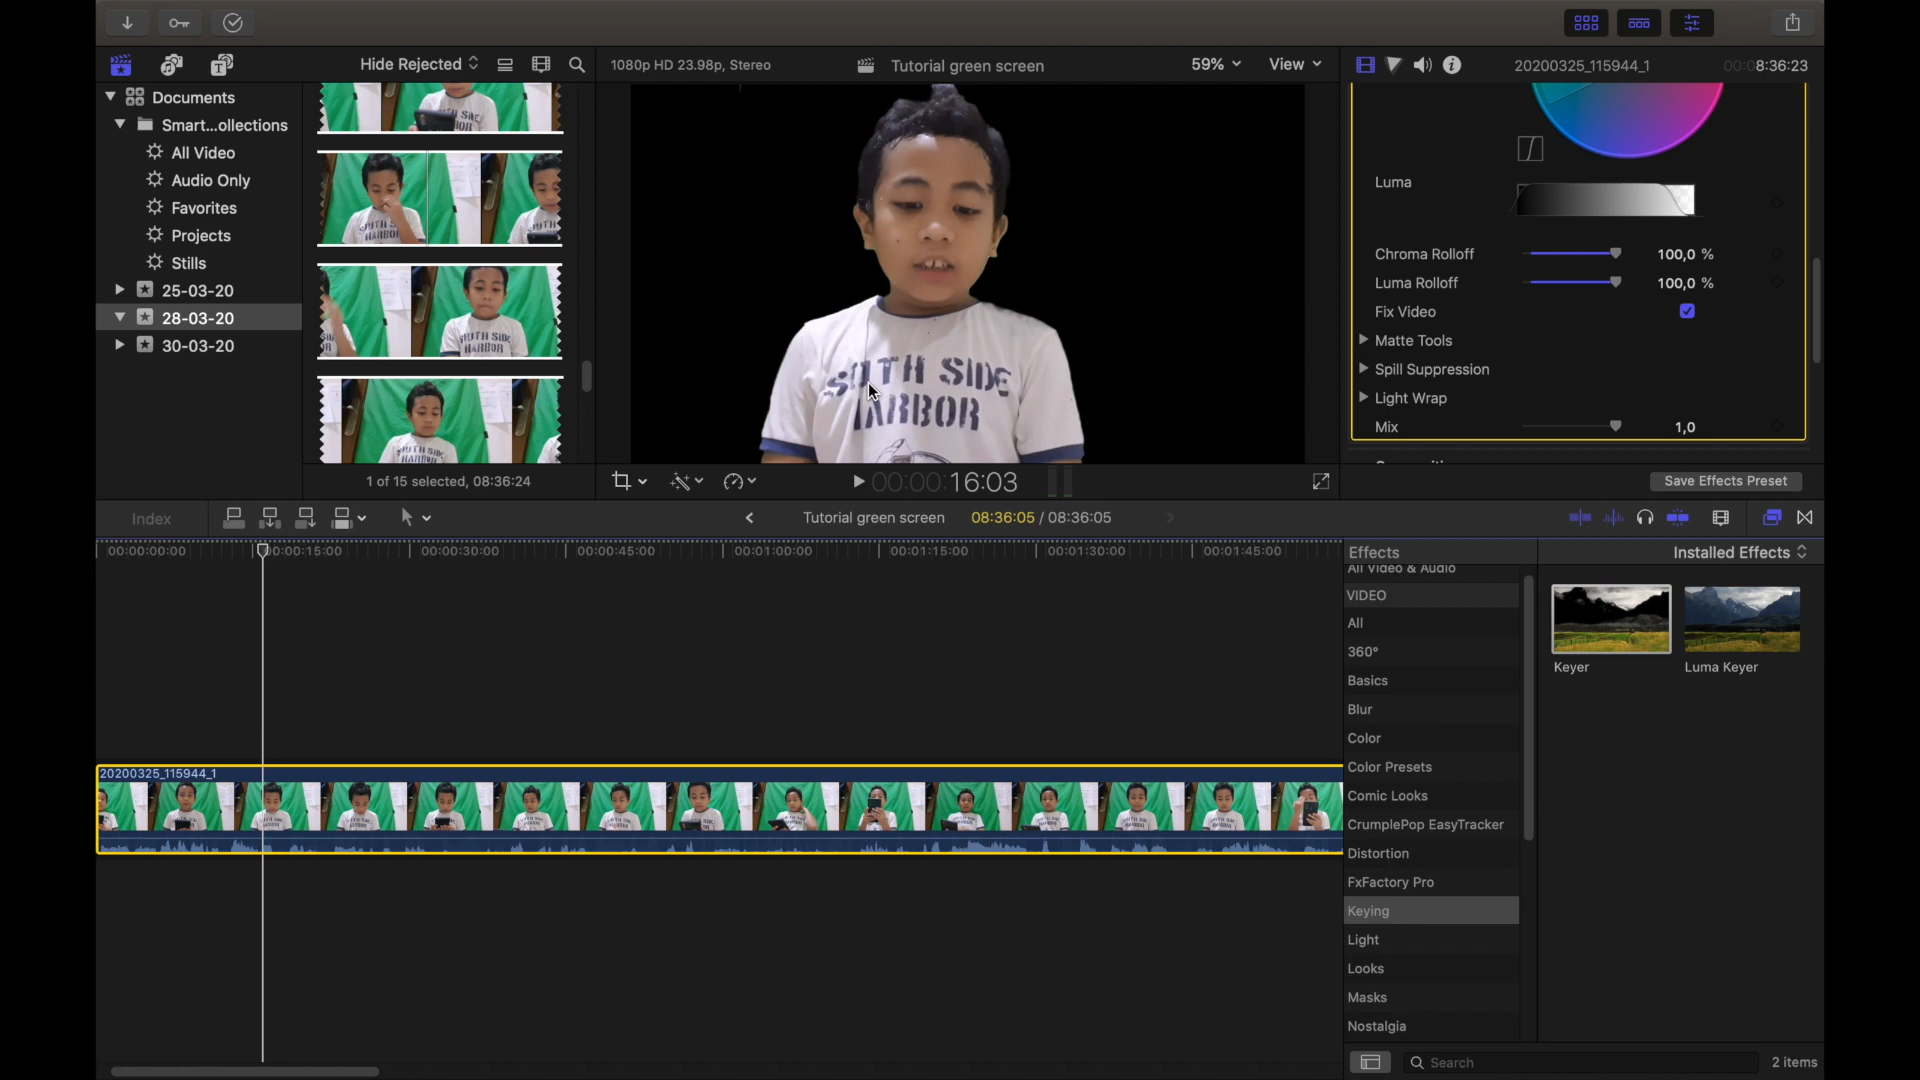 Hide Rejected
1080p HD 23.98p, Stereo
Tutorial green screen
59%
View
20200325_115944_1
00:08:36:23
Documents
Smart...ollections
All Video
Audio Only
Favorites
Projects
Stills
25-03-20
28-03-20
30-03-20
1 of 15 selected, 08:36:24
SOUTH SIDE
HARBOR
00:00:00:16:03
Luma
Chroma Rolloff
100,0 %
Luma Rolloff
100,0 %
Fix Video
Matte Tools
Spill Suppression
Light Wrap
Mix
1,0
Save Effects Preset
Index
Tutorial green screen
08:36:05 / 08:36:05
00:00:00:00
00:00:15:00
00:00:30:00
00:00:45:00
00:01:00:00
00:01:15:00
00:01:30:00
00:01:45:00
20200325_115944_1
Effects
Installed Effects
All Video & Audio
VIDEO
All
360°
Basics
Blur
Color
Color Presets
Comic Looks
CrumplePop EasyTracker
Distortion
FxFactory Pro
Keying
Light
Looks
Masks
Nostalgia
Keyer
Luma Keyer
Search
2 items